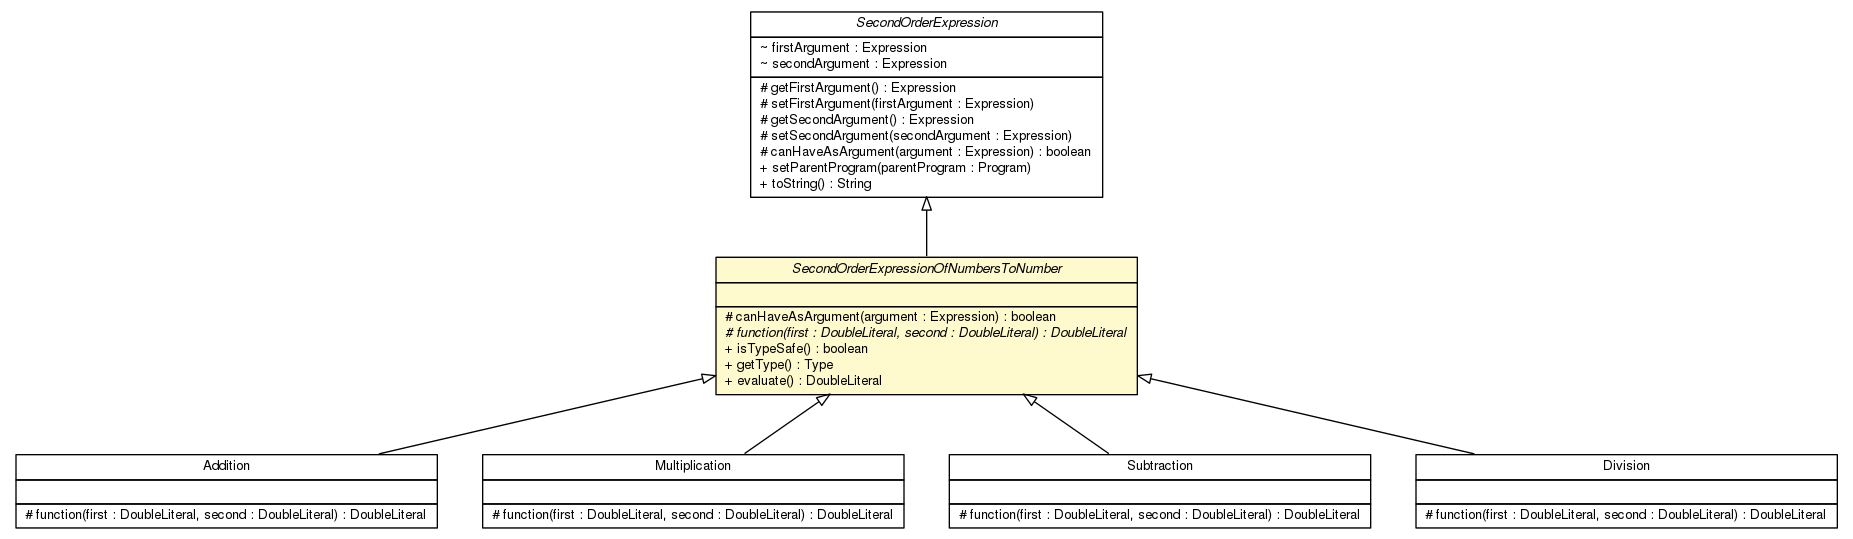 SecondOrderExpression
~ firstArgument : Expression
~ secondArgument : Expression
# getFirstArgument() : Expression
# setFirstArgument(firstArgument : Expression)
# getSecondArgument() : Expression
# setSecondArgument(secondArgument : Expression)
# canHaveAsArgument(argument : Expression) : boolean
+ setParentProgram(parentProgram : Program)
+ toString() : String
SecondOrderExpressionOfNumbersToNumber
# canHaveAsArgument(argument : Expression) : boolean
# function(first : DoubleLiteral, second : DoubleLiteral) : DoubleLiteral
+ isTypeSafe() : boolean
+ getType() : Type
+ evaluate() : DoubleLiteral
Addition
# function(first : DoubleLiteral, second : DoubleLiteral) : DoubleLiteral
Multiplication
# function(first : DoubleLiteral, second : DoubleLiteral) : DoubleLiteral
Subtraction
# function(first : DoubleLiteral, second : DoubleLiteral) : DoubleLiteral
Division
# function(first : DoubleLiteral, second : DoubleLiteral) : DoubleLiteral